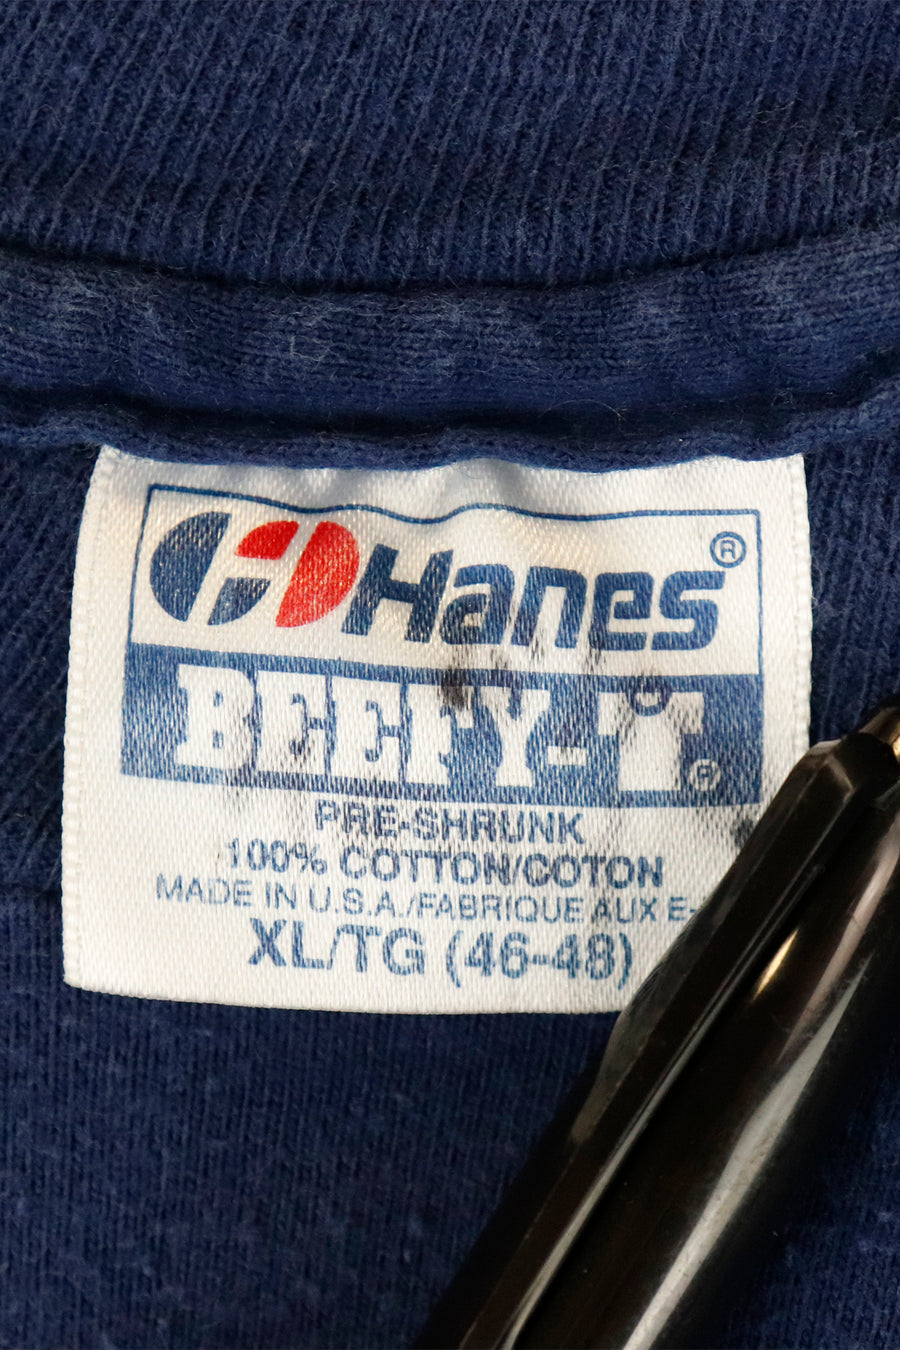 Hanes®
BEEFY-T®
PRE-SHRUNK
100% COTTON/COTON
MADE IN U.S.A./FABRIQUE AUX E-
XL/TG (46-48)